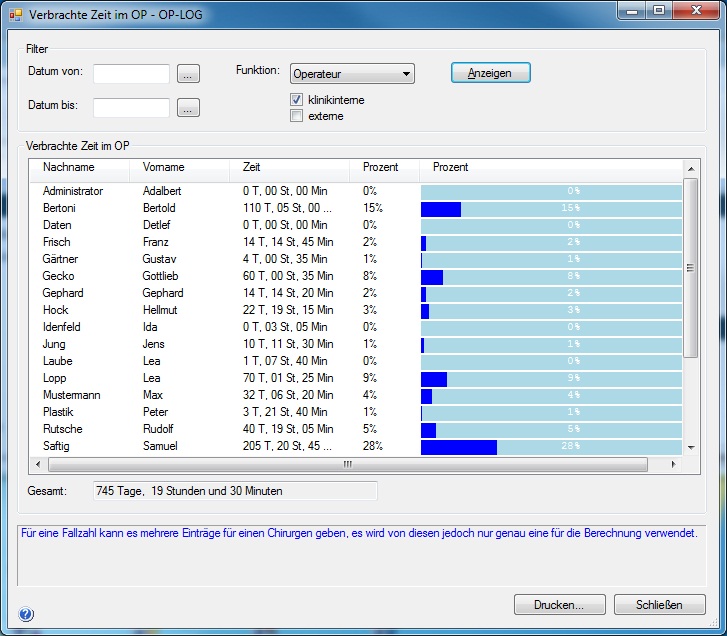 Verbrachte Zeit im OP - OP-LOG
Filter
Datum von: ... Funktion: Operateur Anzeigen
Datum bis: ... klinikinterne
externe
Verbrachte Zeit im OP
Nachname Vorname Zeit Prozent Prozent
Administrator Adalbert 0 T, 00 St, 00 Min 0% 0%
Bertoni Bertold 110 T, 05 St, 00 ... 15% 15%
Daten Detlef 0 T, 00 St, 00 Min 0% 0%
Frisch Franz 14 T, 14 St, 45 Min 2% 2%
Gärtner Gustav 4 T, 00 St, 35 Min 1% 1%
Gecko Gottlieb 60 T, 00 St, 35 Min 8% 8%
Gephard Gephard 14 T, 14 St, 20 Min 2% 2%
Hock Hellmut 22 T, 19 St, 15 Min 3% 3%
Idenfeld Ida 0 T, 03 St, 05 Min 0% 0%
Jung Jens 10 T, 11 St, 30 Min 1% 1%
Laube Lea 1 T, 07 St, 40 Min 0% 0%
Lopp Lea 70 T, 01 St, 25 Min 9% 9%
Mustermann Max 32 T, 06 St, 20 Min 4% 4%
Plastik Peter 3 T, 21 St, 40 Min 1% 1%
Rutsche Rudolf 40 T, 19 St, 05 Min 5% 5%
Saftig Samuel 205 T, 20 St, 45 ... 28% 28%
Gesamt: 745 Tage, 19 Stunden und 30 Minuten
Für eine Fallzahl kann es mehrere Einträge für einen Chirurgen geben, es wird von diesen jedoch nur genau eine für die Berechnung verwendet.
Drucken... Schließen